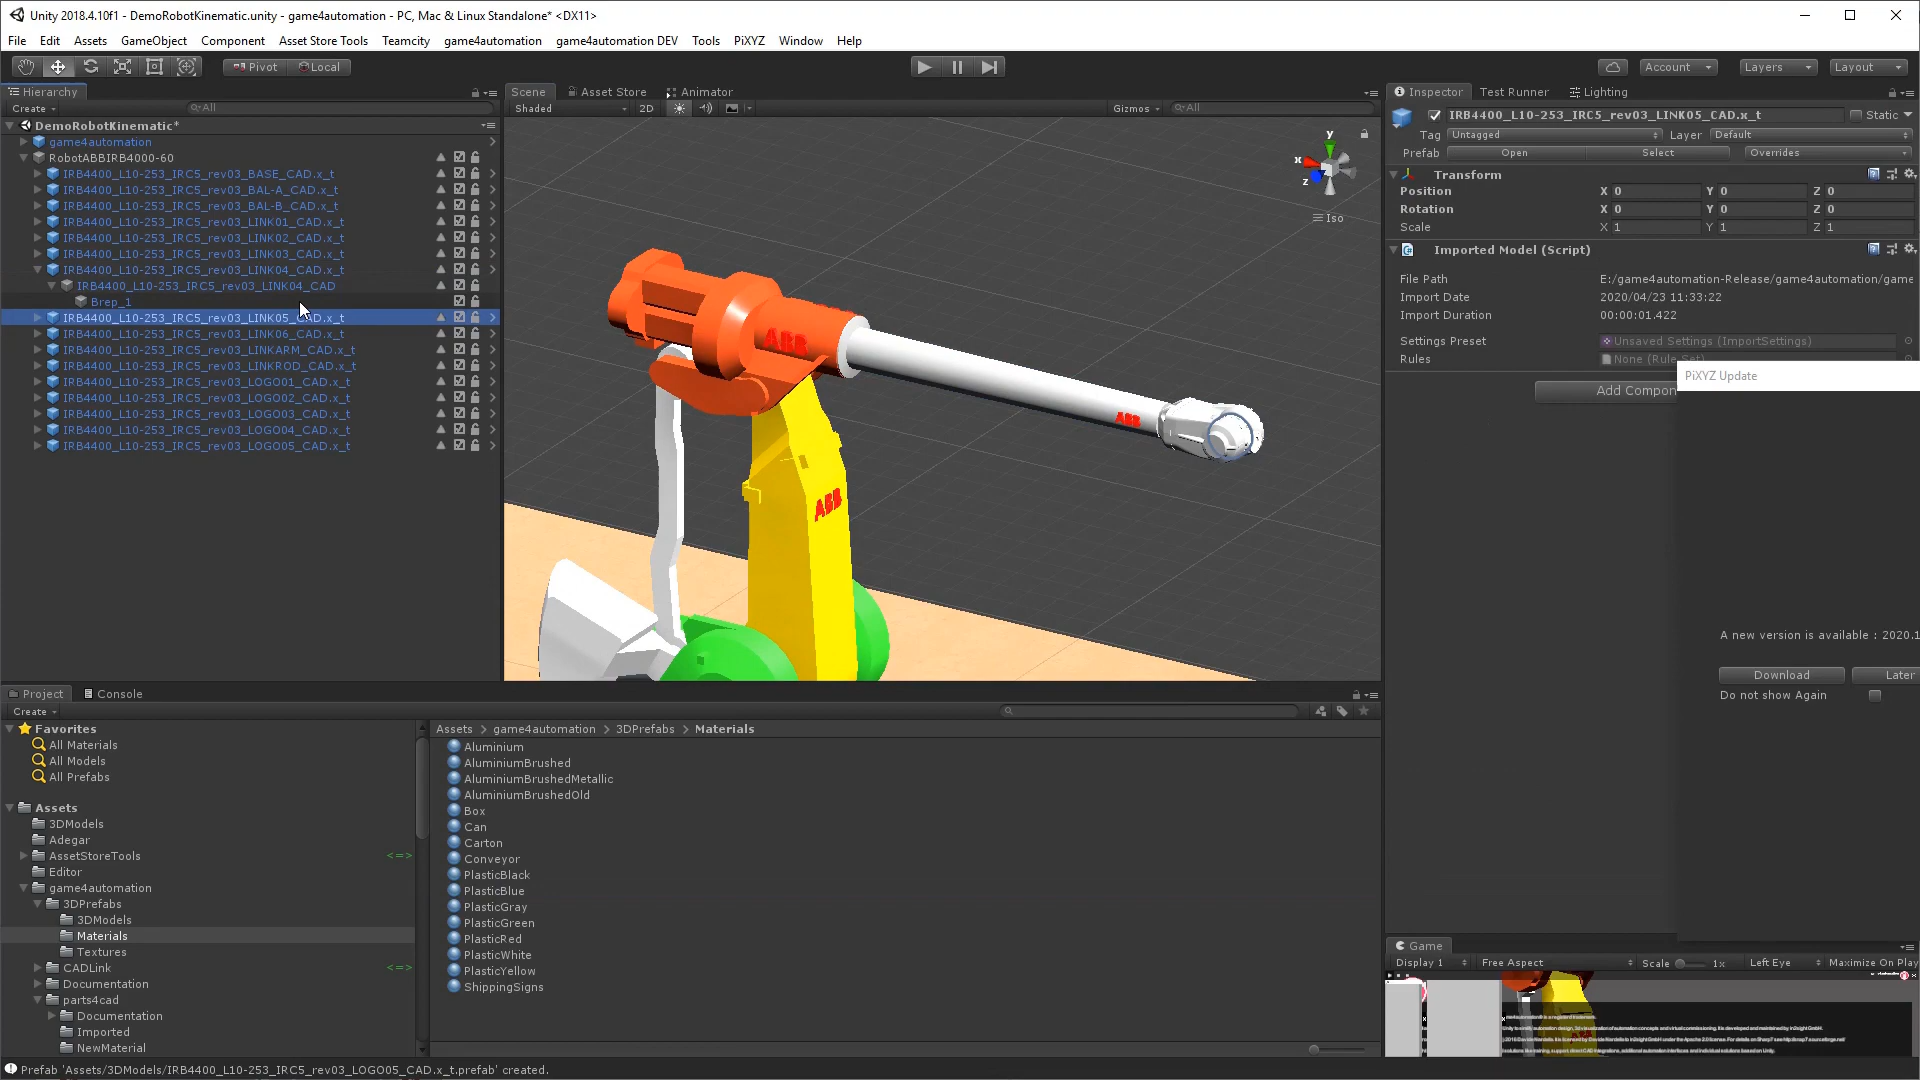 Unity 2018.4.10f1 - DemoRobotKinematic.unity - game4automation - PC, Mac & Linux Standalone* <DX11>
File Edit Assets GameObject Component Asset Store Tools Teamcity game4automation game4automation DEV Tools PiXYZ Window Help
Pivot Local Account Layers Layout
Hierarchy
Create All
DemoRobotKinematic*
game4automation
RobotABBIRB4000-60
IRB4400_L10-253_IRC5_rev03_BASE_CAD.x_t
IRB4400_L10-253_IRC5_rev03_BAL-A_CAD.x_t
IRB4400_L10-253_IRC5_rev03_BAL-B_CAD.x_t
IRB4400_L10-253_IRC5_rev03_LINK01_CAD.x_t
IRB4400_L10-253_IRC5_rev03_LINK02_CAD.x_t
IRB4400_L10-253_IRC5_rev03_LINK03_CAD.x_t
IRB4400_L10-253_IRC5_rev03_LINK04_CAD.x_t
IRB4400_L10-253_IRC5_rev03_LINK04_CAD
Brep_1
IRB4400_L10-253_IRC5_rev03_LINK05_CAD.x_t
IRB4400_L10-253_IRC5_rev03_LINK06_CAD.x_t
IRB4400_L10-253_IRC5_rev03_LINKARM_CAD.x_t
IRB4400_L10-253_IRC5_rev03_LINKROD_CAD.x_t
IRB4400_L10-253_IRC5_rev03_LOGO01_CAD.x_t
IRB4400_L10-253_IRC5_rev03_LOGO02_CAD.x_t
IRB4400_L10-253_IRC5_rev03_LOGO03_CAD.x_t
IRB4400_L10-253_IRC5_rev03_LOGO04_CAD.x_t
IRB4400_L10-253_IRC5_rev03_LOGO05_CAD.x_t
Scene Asset Store Animator
Shaded 2D Gizmos All
y
x
z
Iso
ABB
ABB
ABB
Inspector Test Runner Lighting
IRB4400_L10-253_IRC5_rev03_LINK05_CAD.x_t Static
Tag Untagged Layer Default
Prefab Open Select Overrides
Transform
Position X 0 Y 0 Z 0
Rotation X 0 Y 0 Z 0
Scale X 1 Y 1 Z 1
Imported Model (Script)
File Path E:/game4automation-Release/game4automation/game
Import Date 2020/04/23 11:33:22
Import Duration 00:00:01.422
Settings Preset Unsaved Settings (ImportSettings)
Rules None (Rule Set)
Add Compon
PiXYZ Update
A new version is available : 2020.1
Download Later
Do not show Again
Project Console
Create
Favorites
All Materials
All Models
All Prefabs
Assets
3DModels
Adegar
AssetStoreTools <=>
Editor
game4automation
3DPrefabs
3DModels
Materials
Textures
CADLink <=>
Documentation
parts4cad
Documentation
Imported
NewMaterial
Assets > game4automation > 3DPrefabs > Materials
Aluminium
AluminiumBrushed
AluminiumBrushedMetallic
AluminiumBrushedOld
Box
Can
Carton
Conveyor
PlasticBlack
PlasticBlue
PlasticGray
PlasticGreen
PlasticRed
PlasticWhite
PlasticYellow
ShippingSigns
Game
Display 1 Free Aspect Scale 1x Left Eye Maximize On Play
Prefab 'Assets/3DModels/IRB4400_L10-253_IRC5_rev03_LOGO05_CAD.x_t.prefab' created.